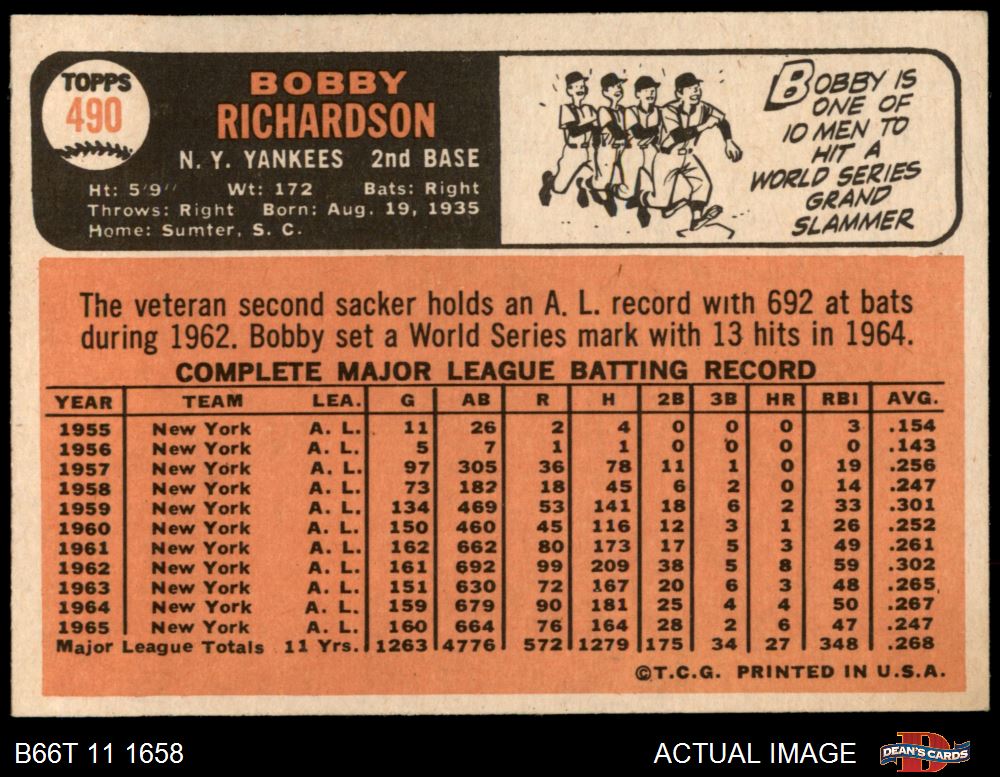 TOPPS
490
BOBBY
RICHARDSON
N. Y. YANKEES 2nd BASE
Ht: 5'9" Wt: 172 Bats: Right
Throws: Right Born: Aug. 19, 1935
Home: Sumter, S. C.
BOBBY IS
ONE OF
10 MEN TO
HIT A
WORLD SERIES
GRAND
SLAMMER
The veteran second sacker holds an A. L. record with 692 at bats
during 1962. Bobby set a World Series mark with 13 hits in 1964.
COMPLETE MAJOR LEAGUE BATTING RECORD
YEAR TEAM LEA. G AB R H 2B 3B HR RBI AVG.
1955 New York A. L. 11 26 2 4 0 0 0 3 .154
1956 New York A. L. 5 7 1 1 0 0 0 0 .143
1957 New York A. L. 97 305 36 78 11 1 0 19 .256
1958 New York A. L. 73 182 18 45 6 2 0 14 .247
1959 New York A. L. 134 469 53 141 18 6 2 33 .301
1960 New York A. L. 150 460 45 116 12 3 1 26 .252
1961 New York A. L. 162 662 80 173 17 5 3 49 .261
1962 New York A. L. 161 692 99 209 38 5 8 59 .302
1963 New York A. L. 151 630 72 167 20 6 3 48 .265
1964 New York A. L. 159 679 90 181 25 4 4 50 .267
1965 New York A. L. 160 664 76 164 28 2 6 47 .247
Major League Totals 11 Yrs. 1263 4776 572 1279 175 34 27 348 .268
©T.C.G. PRINTED IN U.S.A.
B66T 11 1658 ACTUAL IMAGE DEAN'S CARDS